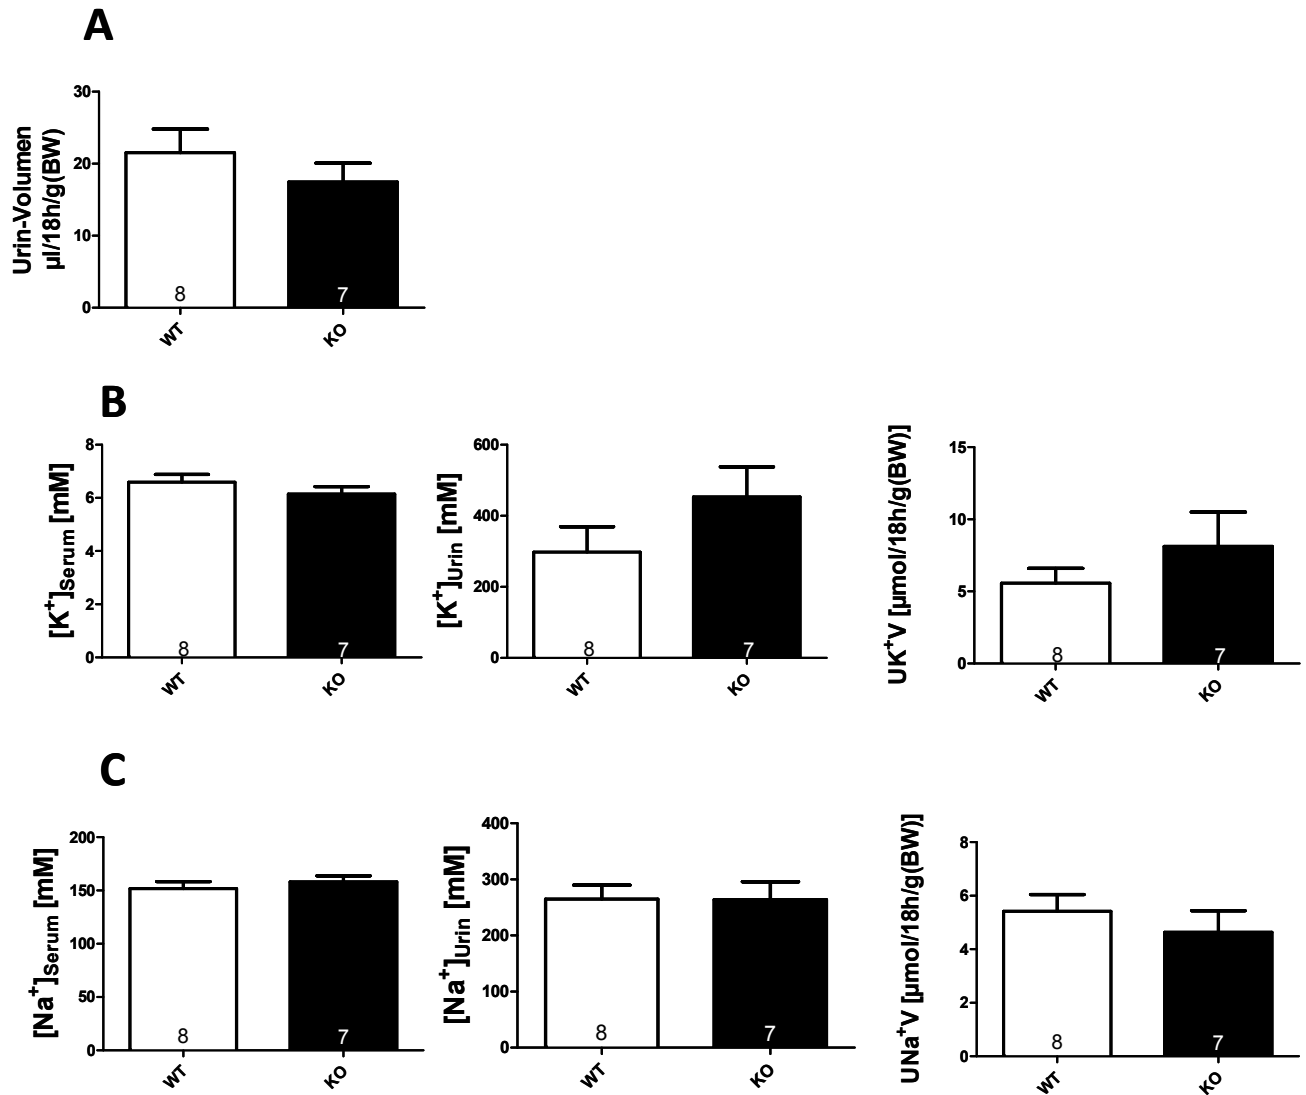 A
Urin-Volumen
µl/18h/g(BW)
30
20
10
0
8
7
WT
KO
B
[K⁺]Serum [mM]
8
6
4
2
0
8
7
WT
KO
[K⁺]Urin [mM]
600
400
200
0
8
7
WT
KO
UK⁺V [µmol/18h/g(BW)]
15
10
5
0
8
7
WT
KO
C
[Na⁺]Serum [mM]
200
150
100
50
0
8
7
WT
KO
[Na⁺]Urin [mM]
400
300
200
100
0
8
7
WT
KO
UNa⁺V [µmol/18h/g(BW)]
8
6
4
2
0
8
7
WT
KO